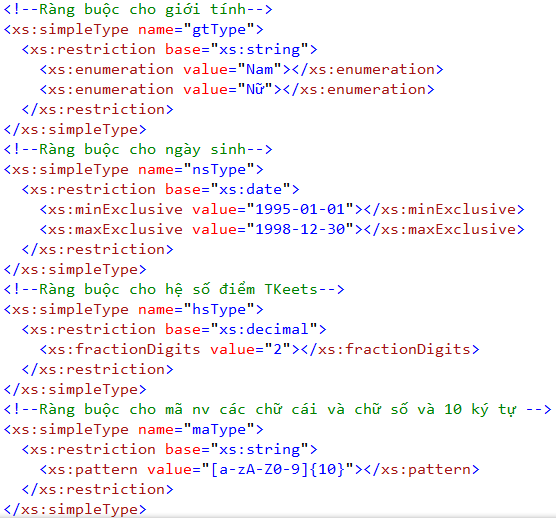 <!--Ràng buộc cho giới tính-->
<xs:simpleType name="gtType">
<xs:restriction base="xs:string">
<xs:enumeration value="Nam"></xs:enumeration>
<xs:enumeration value="Nữ"></xs:enumeration>
</xs:restriction>
</xs:simpleType>
<!--Ràng buộc cho ngày sinh-->
<xs:simpleType name="nsType">
<xs:restriction base="xs:date">
<xs:minExclusive value="1995-01-01"></xs:minExclusive>
<xs:maxExclusive value="1998-12-30"></xs:maxExclusive>
</xs:restriction>
</xs:simpleType>
<!--Ràng buộc cho hệ số điểm TKeets-->
<xs:simpleType name="hsType">
<xs:restriction base="xs:decimal">
<xs:fractionDigits value="2"></xs:fractionDigits>
</xs:restriction>
</xs:simpleType>
<!--Ràng buộc cho mã nv các chữ cái và chữ số và 10 ký tự -->
<xs:simpleType name="maType">
<xs:restriction base="xs:string">
<xs:pattern value="[a-zA-Z0-9]{10}"></xs:pattern>
</xs:restriction>
</xs:simpleType>